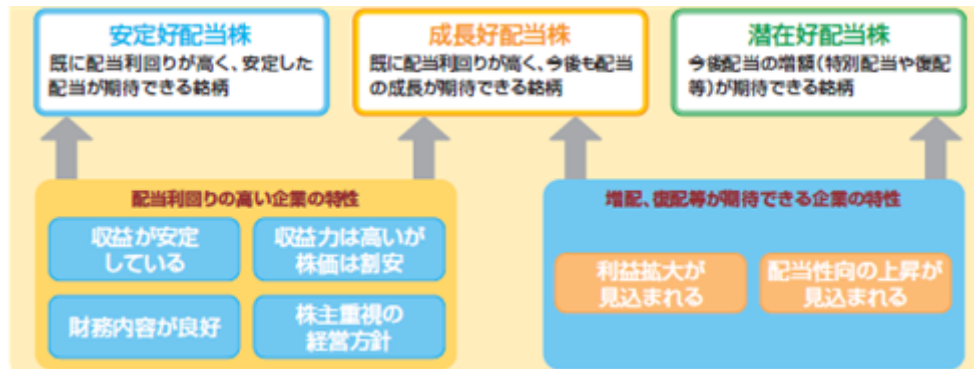 安定好配当株
既に配当利回りが高く、安定した
配当が期待できる銘柄
成長好配当株
既に配当利回りが高く、今後も配当
の成長が期待できる銘柄
潜在好配当株
今後配当の増額(特別配当や復配
等)が期待できる銘柄
配当利回りの高い企業の特性
収益が安定
している
収益力は高いが
株価は割安
財務内容が良好
株主重視の
経営方針
増配、復配等が期待できる企業の特性
利益拡大が
見込まれる
配当性向の上昇が
見込まれる